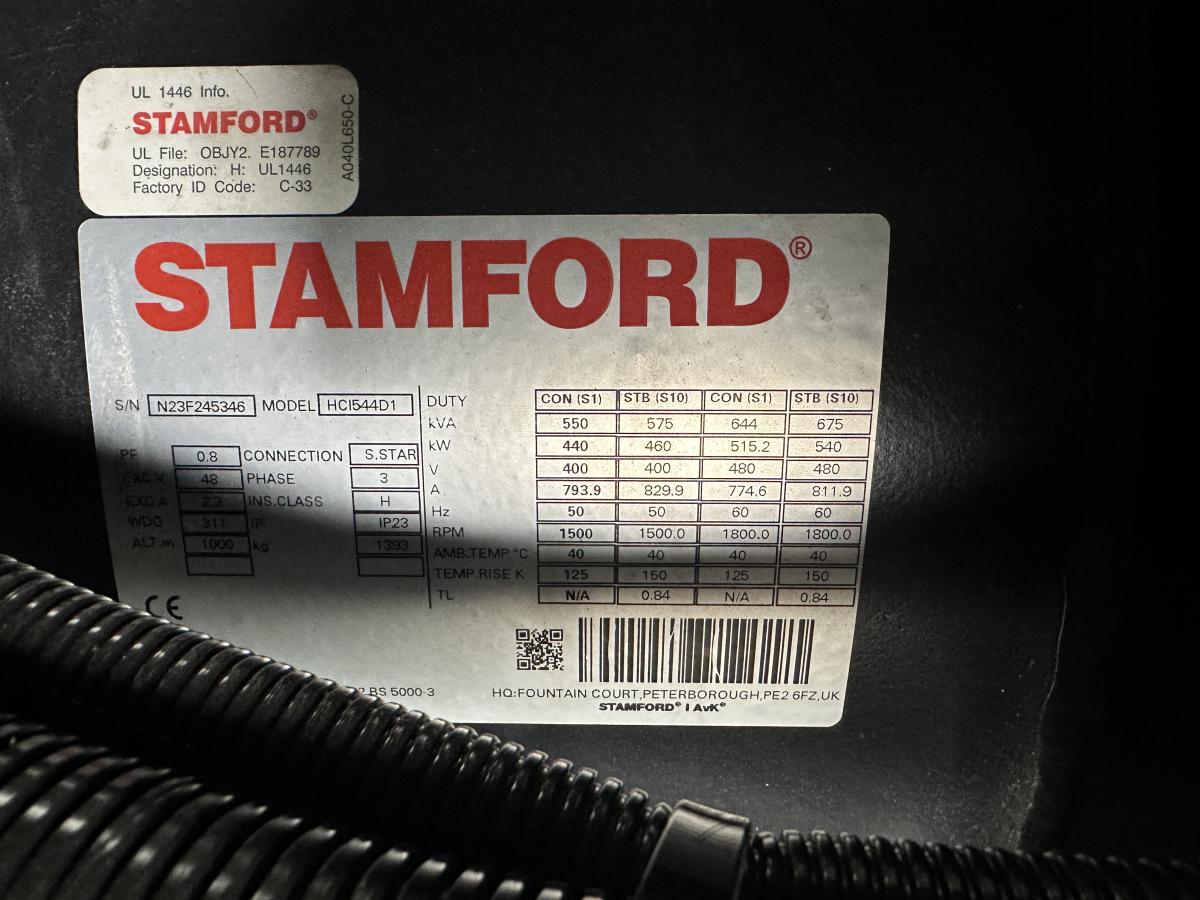 UL 1446 Info.
STAMFORD®
UL File: OBJY2. E187789
Designation: H: UL1446
Factory ID Code: C-33
A040L650-C
STAMFORD®
S/N N23F245346 MODEL HCI544D1
PF 0.8 CONNECTION S.STAR
EXC.V 48 PHASE 3
EXC.A 2.3 INS.CLASS H
WDG 311 IP IP23
ALT.m 1000 kg 1393
DUTY CON (S1) STB (S10) CON (S1) STB (S10)
kVA 550 575 644 675
kW 440 460 515.2 540
V 400 400 480 480
A 793.9 829.9 774.6 811.9
Hz 50 50 60 60
RPM 1500 1500.0 1800.0 1800.0
AMB.TEMP °C 40 40 40 40
TEMP.RISE K 125 150 125 150
TL N/A 0.84 N/A 0.84
CE
BS 5000-3
HQ:FOUNTAIN COURT,PETERBOROUGH,PE2 6FZ,UK
STAMFORD® | AvK®